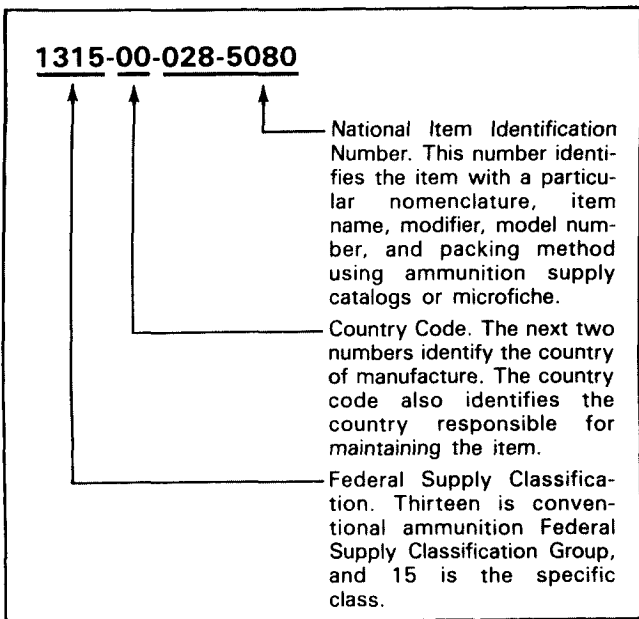 1315-00-028-5080
National Item Identification
Number. This number identi-
fies the item with a particu-
lar nomenclature, item
name, modifier, model num-
ber, and packing method
using ammunition supply
catalogs or microfiche.
Country Code. The next two
numbers identify the country
of manufacture. The country
code also identifies the
country responsible for
maintaining the item.
Federal Supply Classifica-
tion. Thirteen is conven-
tional ammunition Federal
Supply Classification Group,
and 15 is the specific
class.